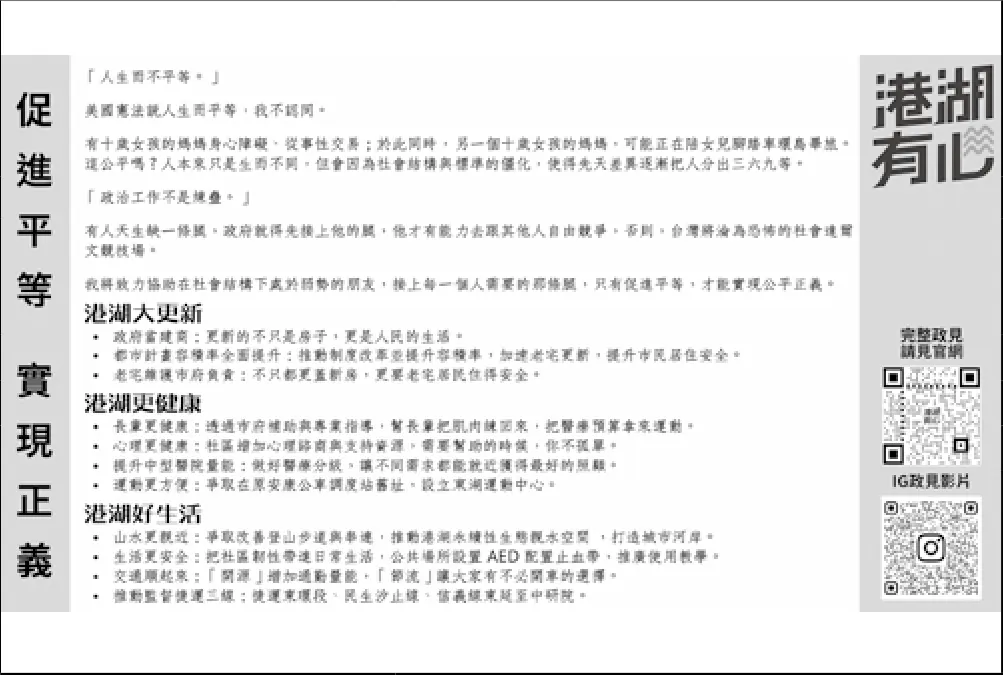 促進平等 實現正義
「人生而不平等。」
美國憲法說人生而平等，我不認同。
有十歲女孩的媽媽身心障礙、從事性交易；於此同時，另一個十歲女孩的媽媽，可能正在陪女兒腳踏車環島畢旅。
這公平嗎？人本來只是生而不同，但會因為社會結構與標準的僵化，使得先天差異逐漸把人分出三六九等。
「政治工作不是煉蠱。」
有人天生缺一條腿，政府就得先接上他的腿，他才有能力去跟其他人自由競爭，否則，台灣將淪為恐怖的社會達爾
文競技場。
我將致力協助在社會結構下處於弱勢的朋友，接上每一個人需要的那條腿，只有促進平等，才能實現公平正義。
港湖大更新
• 政府當建商：更新的不只是房子，更是人民的生活。
• 都市計畫容積率全面提升：推動制度改革並提升容積率，加速老宅更新，提升市民居住安全。
• 老宅維護市府負責：不只都更蓋新房，更要老宅居民住得安全。
港湖更健康
• 長輩更健康：透過市府補助與專業指導，幫長輩把肌肉練回來，把醫療預算拿來運動。
• 心理更健康：社區增加心理諮商與支持資源，需要幫助的時候，你不孤單。
• 提升中型醫院量能：做好醫療分級，讓不同需求都能就近獲得最好的照顧。
• 運動更方便：爭取在原安康公車調度站舊址，設立東湖運動中心。
港湖好生活
• 山水更親近：爭取改善登山步道與串連，推動港湖永續性生態親水空間，打造城市河岸。
• 生活更安全：把社區韌性帶進日常生活，公共場所設置 AED 配置止血帶，推廣使用教學。
• 交通順起來：「開源」增加通勤量能，「節流」讓大家有不必開車的選擇。
• 推動監督捷運三線：捷運東環段、民生汐止線、信義線東延至中研院。
港湖
有心
完整政見
請見官網
IG政見影片